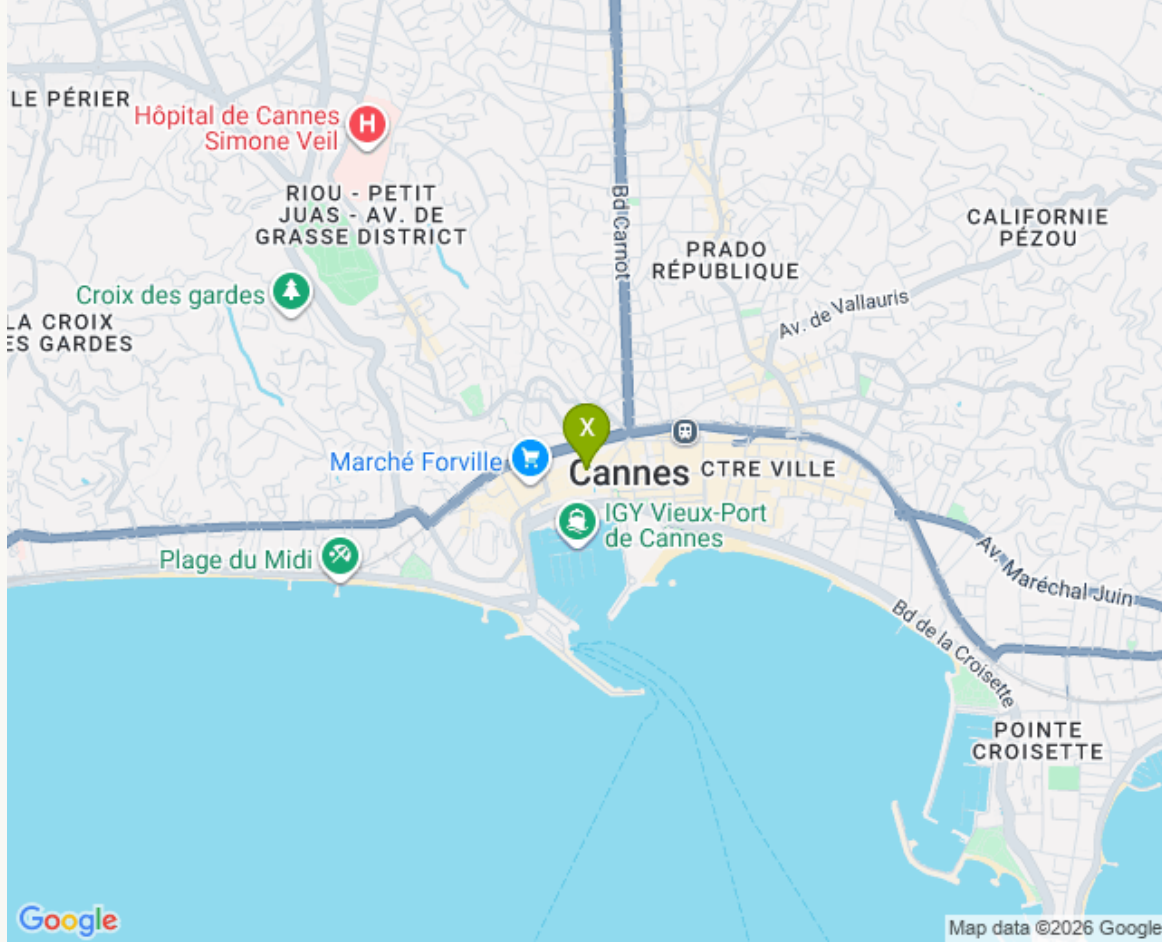 LE PÉRIER
Hôpital de Cannes
Simone Veil
H
RIOU - PETIT
JUAS - AV. DE
GRASSE DISTRICT
Bd Carnot
CALIFORNIE
PÉZOU
PRADO
RÉPUBLIQUE
Croix des gardes
Av. de Vallauris
LA CROIX
ES GARDES
X
Marché Forville
Cannes
CTRE VILLE
IGY Vieux-Port
de Cannes
Plage du Midi
Av. Maréchal Juin
Bd de la Croisette
POINTE
CROISETTE
Google
Map data ©2026 Google